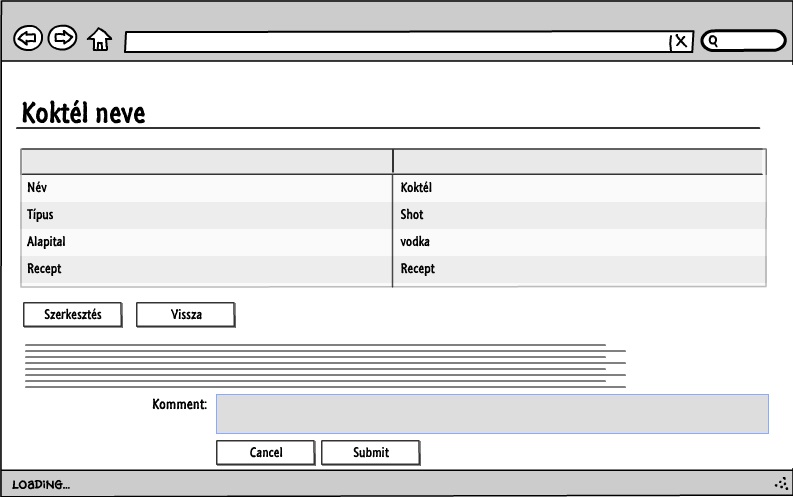 Koktél neve
Név Koktél
Típus Shot
Alapital vodka
Recept Recept
Szerkesztés Vissza
Komment:
Cancel Submit
LOADING...